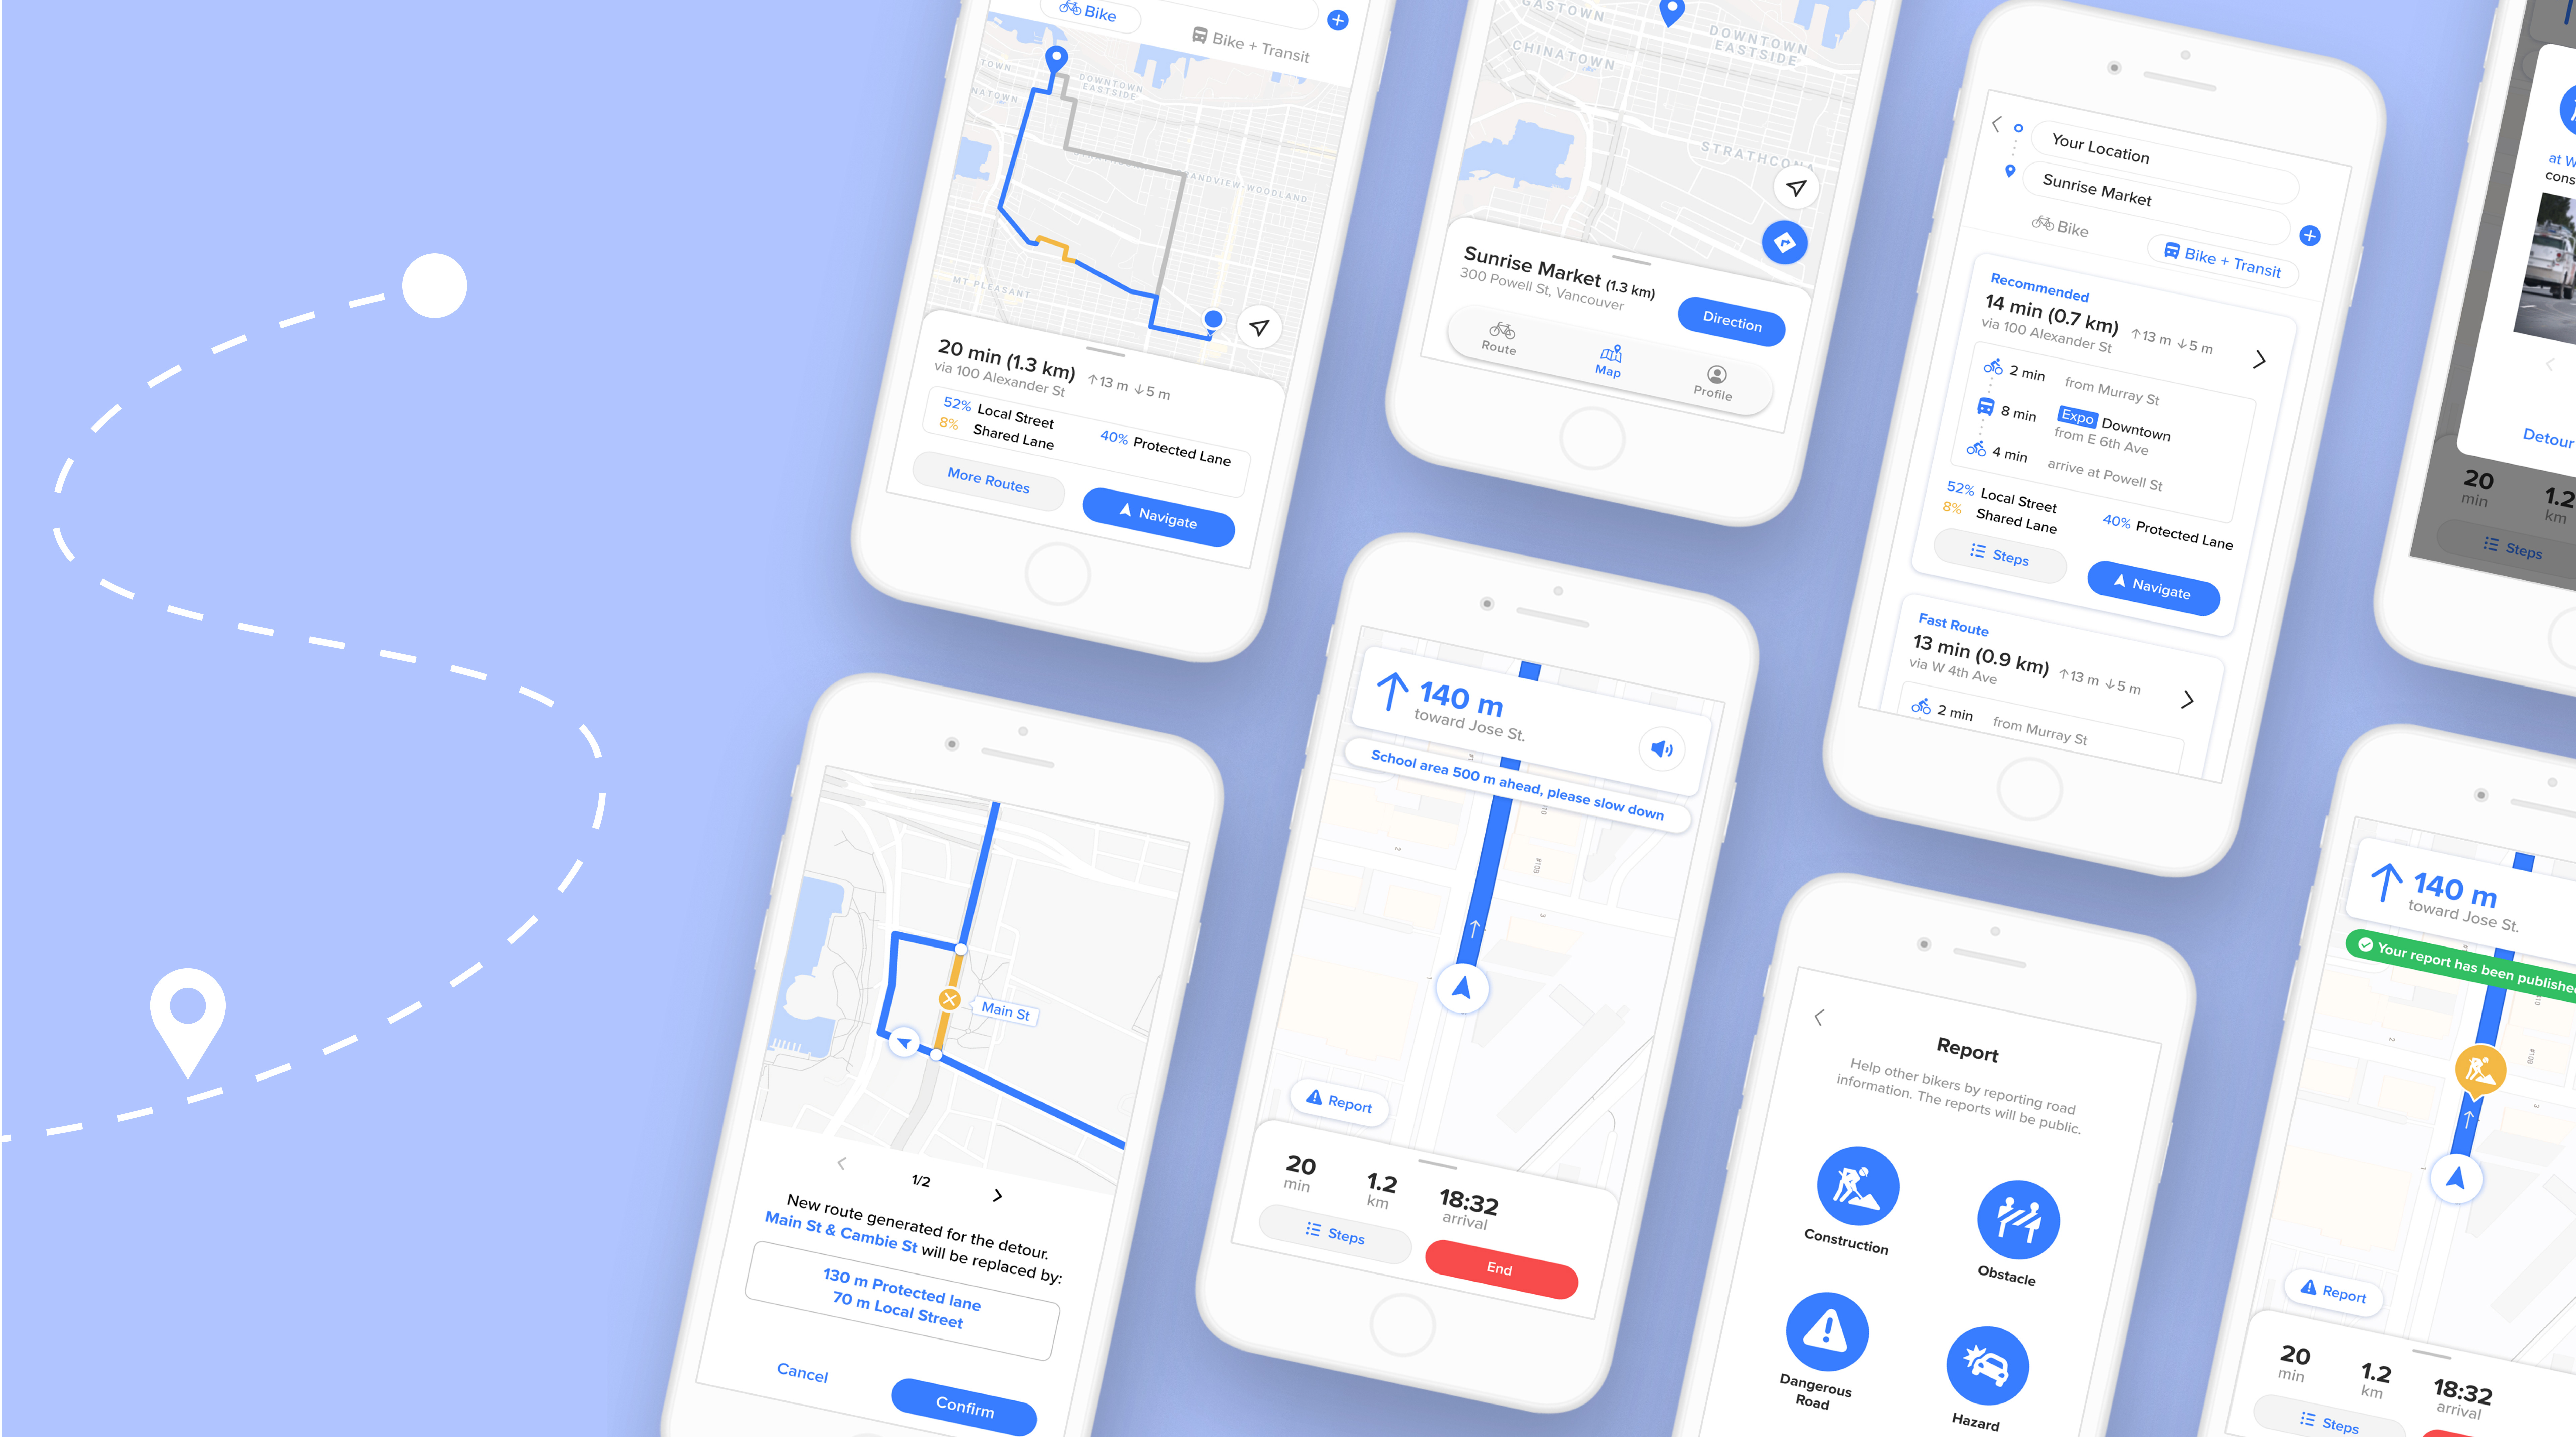 Bike
Bike + Transit
DOWNTOWN
EASTSIDE
MT PLEASANT
20 min (1.3 km)
↑13 m ↓5 m
via 100 Alexander St
52% Local Street
8% Shared Lane
40% Protected Lane
More Routes
Navigate
GASTOWN
CHINATOWN
DOWNTOWN
EASTSIDE
STRATHCONA
Sunrise Market (1.3 km)
300 Powell St, Vancouver
Direction
Route
Map
Profile
Your Location
Sunrise Market
Bike
Bike + Transit
Recommended
14 min (0.7 km)
↑13 m ↓5 m
via 100 Alexander St
2 min from Murray St
8 min Expo Downtown
from E 6th Ave
4 min arrive at Powell St
52% Local Street
8% Shared Lane
40% Protected Lane
Steps
Navigate
Fast Route
13 min (0.9 km)
↑13 m ↓5 m
via W 4th Ave
2 min from Murray St
Detour
20
min
1.2
km
Steps
Main St
1/2
New route generated for the detour.
Main St & Cambie St will be replaced by:
130 m Protected lane
70 m Local Street
Cancel
Confirm
140 m
toward Jose St.
School area 500 m ahead, please slow down
Report
20
min
1.2
km
18:32
arrival
Steps
End
Report
Help other bikers by reporting road
information. The reports will be public.
Construction
Obstacle
Dangerous
Road
Hazard
140 m
toward Jose St.
Your report has been published
Report
20
min
1.2
km
18:32
arrival
Steps